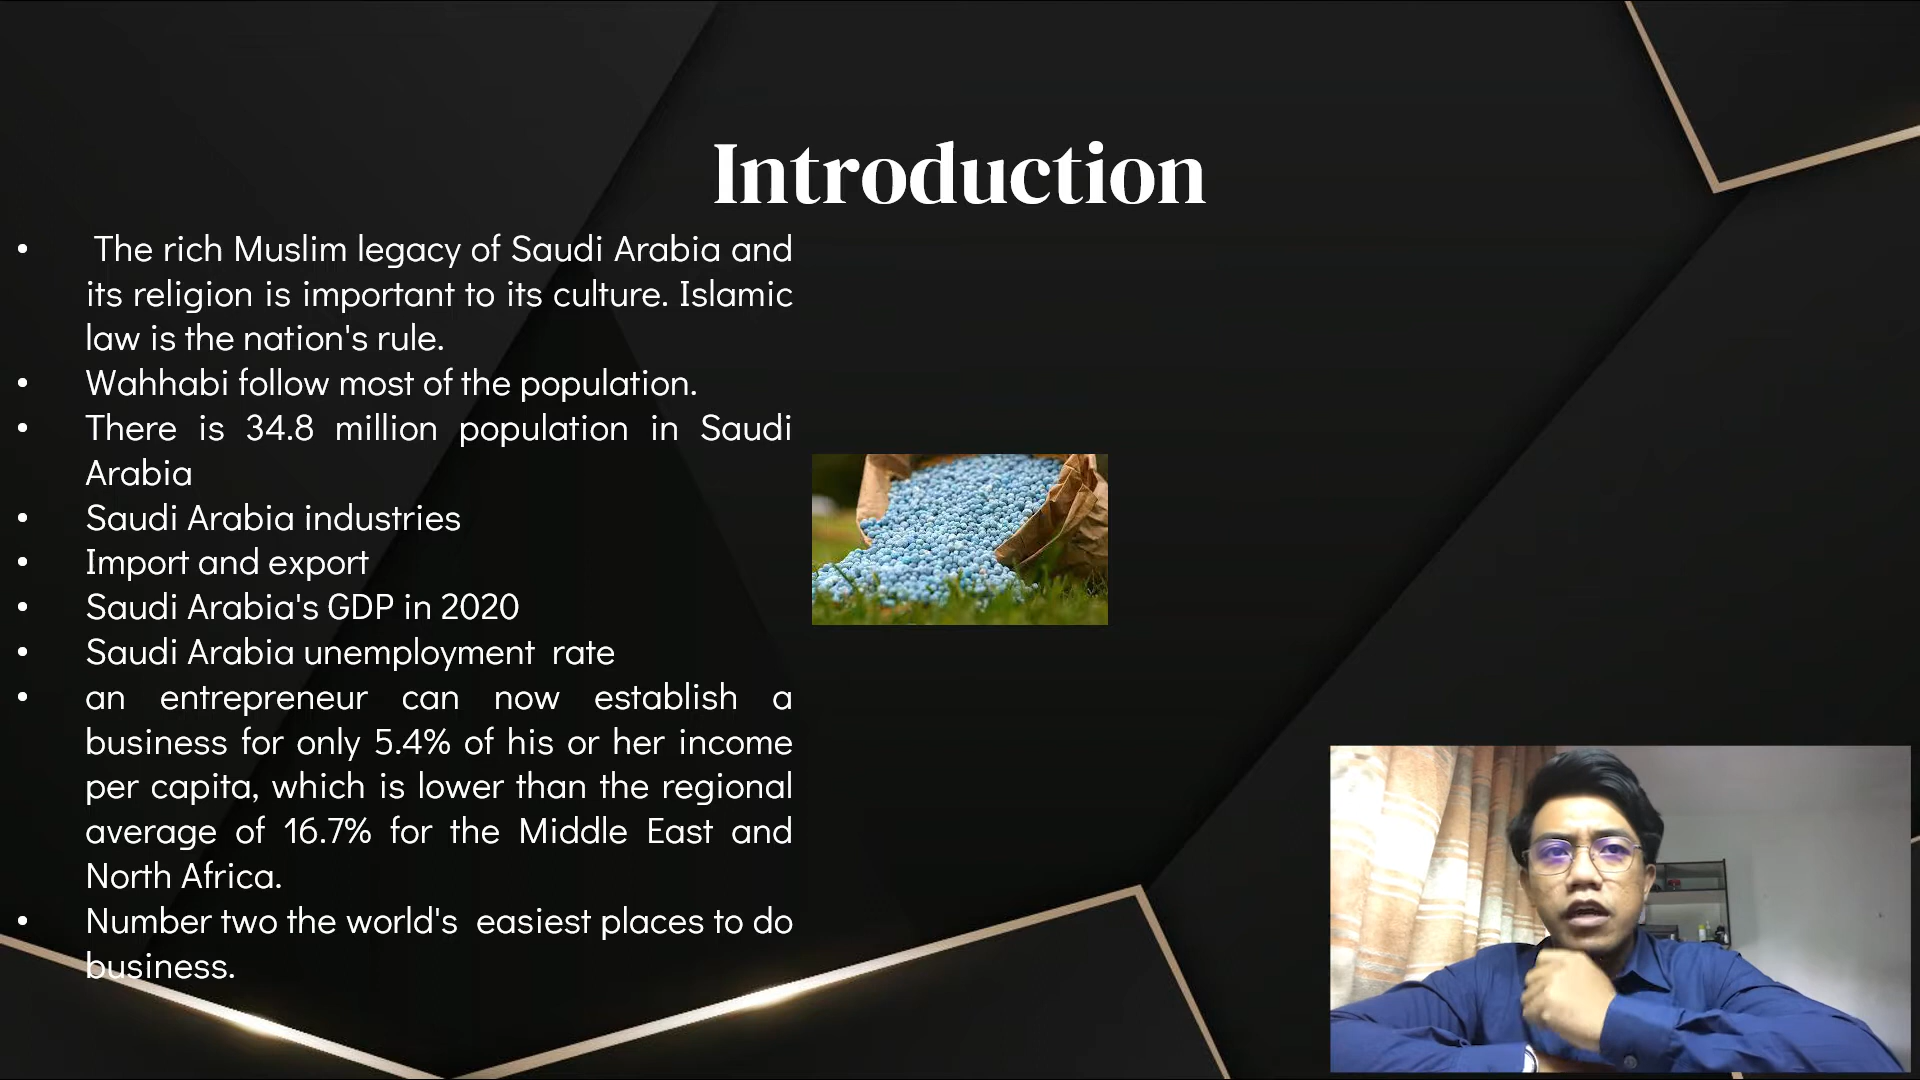 Introduction
• The rich Muslim legacy of Saudi Arabia and
its religion is important to its culture. Islamic
law is the nation's rule.
• Wahhabi follow most of the population.
• There is 34.8 million population in Saudi
Arabia
• Saudi Arabia industries
• Import and export
• Saudi Arabia's GDP in 2020
• Saudi Arabia unemployment rate
• an entrepreneur can now establish a
business for only 5.4% of his or her income
per capita, which is lower than the regional
average of 16.7% for the Middle East and
North Africa.
• Number two the world's easiest places to do
business.